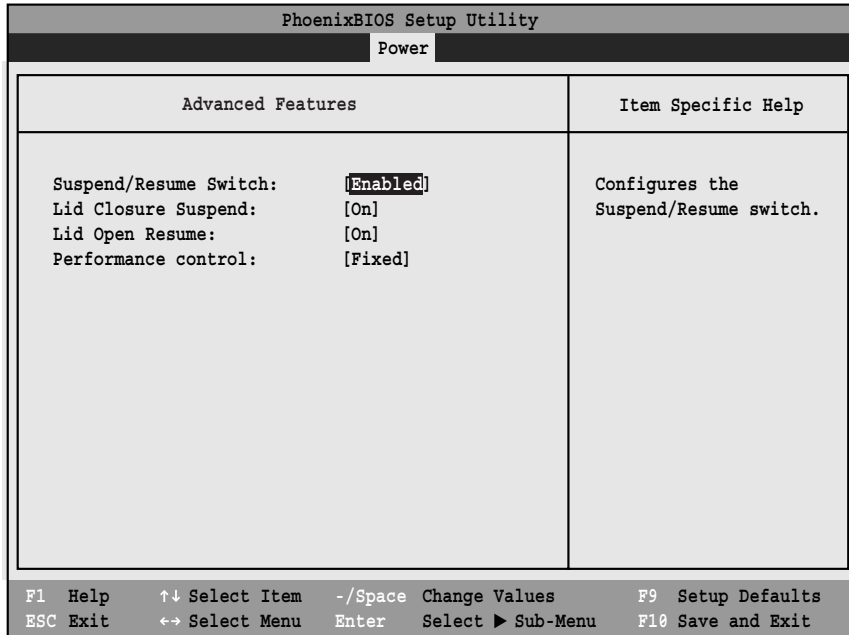 PhoenixBIOS Setup Utility
Power
Advanced Features
Item Specific Help
Suspend/Resume Switch: [Enabled]
Lid Closure Suspend: [On]
Lid Open Resume: [On]
Performance control: [Fixed]
Configures the
Suspend/Resume switch.
F1 Help ↑↓ Select Item -/Space Change Values F9 Setup Defaults
ESC Exit ←→ Select Menu Enter Select ▶ Sub-Menu F10 Save and Exit